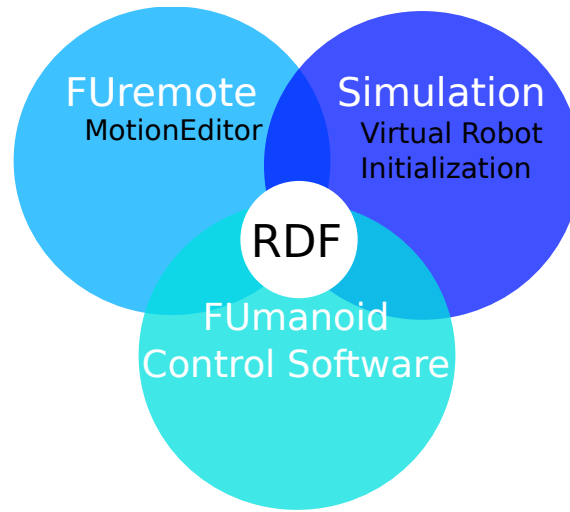 FUremote
MotionEditor
Simulation
Virtual Robot
Initialization
RDF
FUmanoid
Control Software